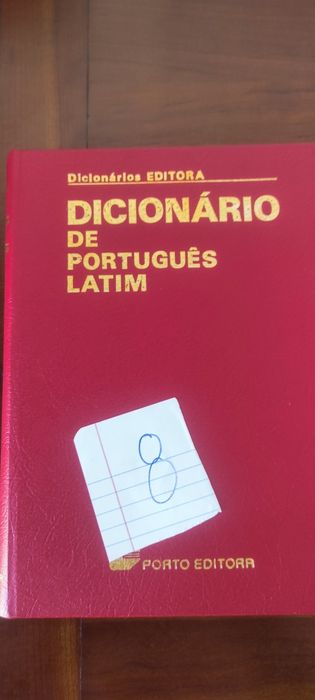 Dicionários EDITORA
DICIONÁRIO
DE
PORTUGUÊS
LATIM
8
PORTO EDITORA